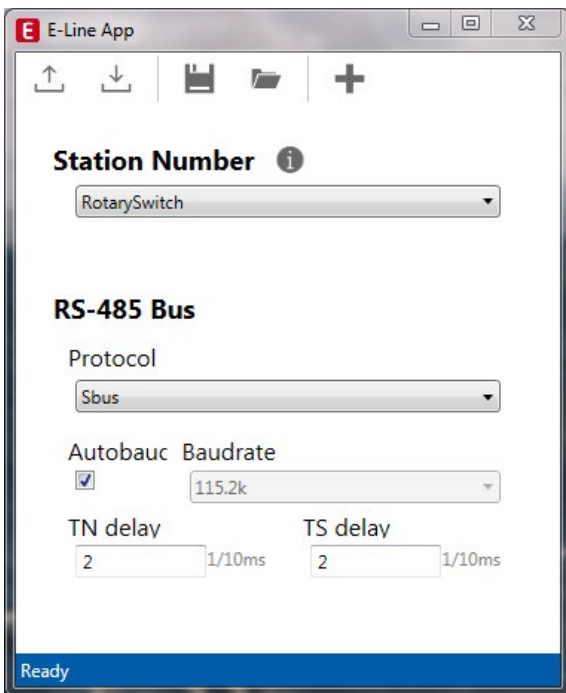 E E-Line App
Station Number i
RotarySwitch
RS-485 Bus
Protocol
Sbus
Autobauc Baudrate
115.2k
TN delay TS delay
2 1/10ms 2 1/10ms
Ready